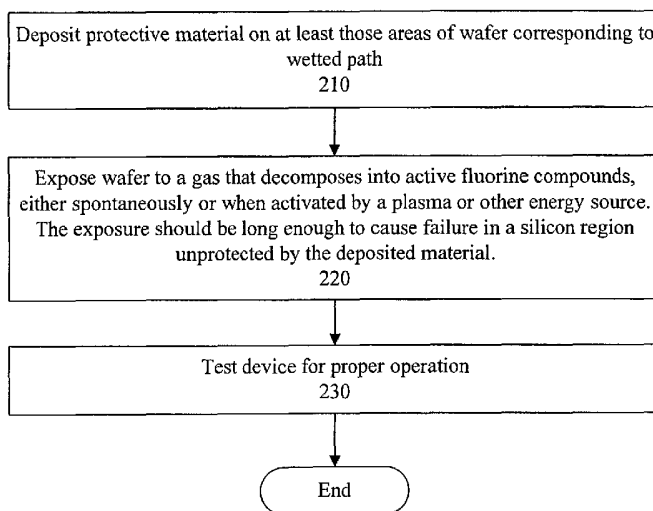 Deposit protective material on at least those areas of wafer corresponding to
wetted path
210
Expose wafer to a gas that decomposes into active fluorine compounds,
either spontaneously or when activated by a plasma or other energy source.
The exposure should be long enough to cause failure in a silicon region
unprotected by the deposited material.
220
Test device for proper operation
230
End